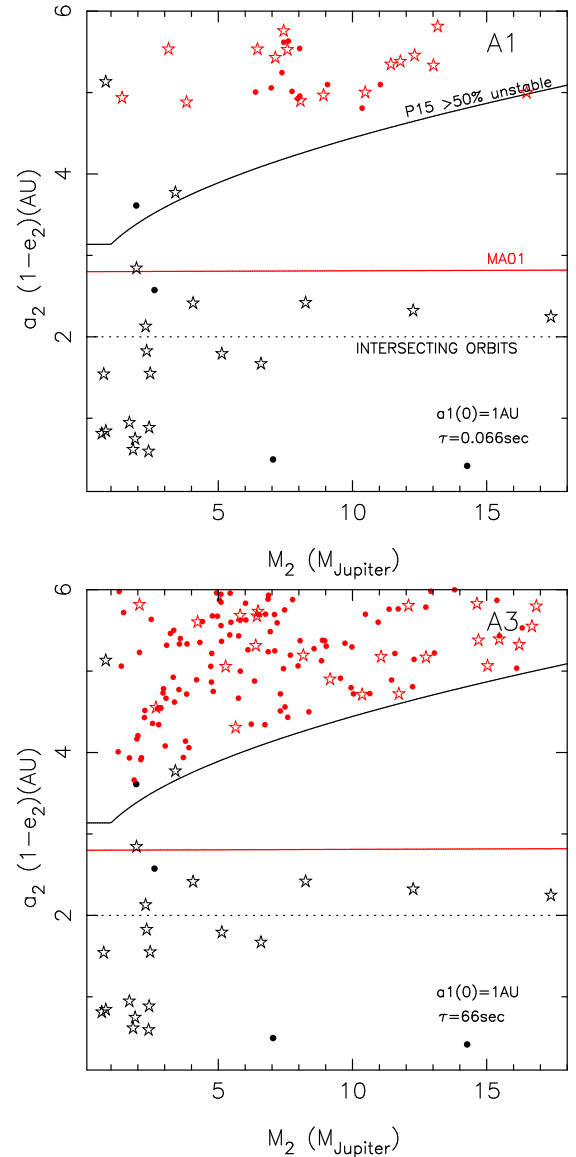 6
A1
P15 >50% unstable
4
a₂ (1−e₂)(AU)
MA01
2
INTERSECTING ORBITS
a1(0)=1AU
τ=0.066sec
5 10 15
M₂ (M_Jupiter)
6
A3
4
a₂ (1−e₂)(AU)
2
a1(0)=1AU
τ=66sec
5 10 15
M₂ (M_Jupiter)